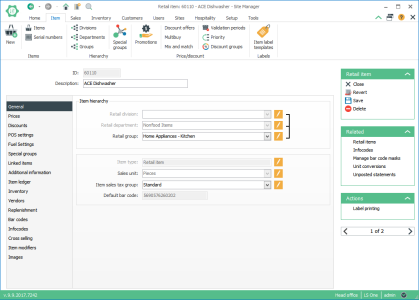 Retail item: 60110 - ACE Dishwasher - Site Manager
Home Item Sales Inventory Customers Users Sites Hospitality Setup Tools
New
Items
Serial numbers
Items
Divisions
Departments
Groups
Special groups
Hierarchy
Promotions
Discount offers
Multibuy
Mix and match
Validation periods
Priority
Discount groups
Price/discount
Item label templates
Labels
ID: 60110
Description: ACE Dishwasher
General
Prices
Discounts
POS settings
Fuel Settings
Special groups
Linked items
Additional information
Item ledger
Inventory
Vendors
Replenishment
Bar codes
Infocodes
Cross selling
Item modifiers
Images
Item hierarchy
Retail division:
Retail department: Nonfood Items
Retail group: Home Appliances - Kitchen
Item type: Retail item
Sales unit: Pieces
Item sales tax group: Standard
Default bar code: 5690576300202
Retail item
Close
Revert
Save
Delete
Related
Retail items
Infocodes
Manage bar code masks
Unit conversions
Unposted statements
Actions
Label printing
1 of 2
v.9.9.2017.7242
Head office LS One admin